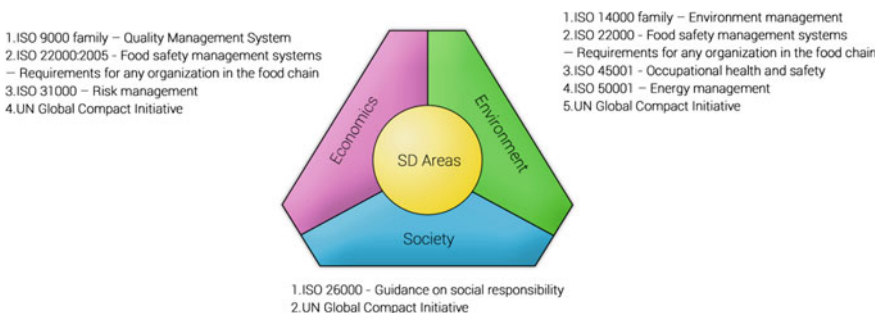 1.ISO 9000 family – Quality Management System
2.ISO 22000:2005 - Food safety management systems
– Requirements for any organization in the food chain
3.ISO 31000 – Risk management
4.UN Global Compact Initiative
1.ISO 14000 family – Environment management
2.ISO 22000 - Food safety management systems
– Requirements for any organization in the food chain
3.ISO 45001 - Occupational health and safety
4.ISO 50001 – Energy management
5.UN Global Compact Initiative
Economics
Environment
SD Areas
Society
1.ISO 26000 - Guidance on social responsibility
2.UN Global Compact Initiative